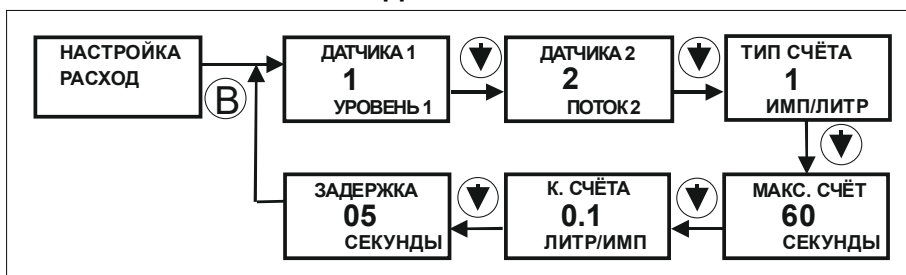 НАСТРОЙКА
РАСХОД
B
ДАТЧИКА 1
1
УРОВЕНЬ 1
ДАТЧИКА 2
2
ПОТОК 2
ТИП СЧЁТА
1
ИМП/ЛИТР
МАКС. СЧЁТ
60
СЕКУНДЫ
К. СЧЁТА
0.1
ЛИТР/ИМП
ЗАДЕРЖКА
05
СЕКУНДЫ